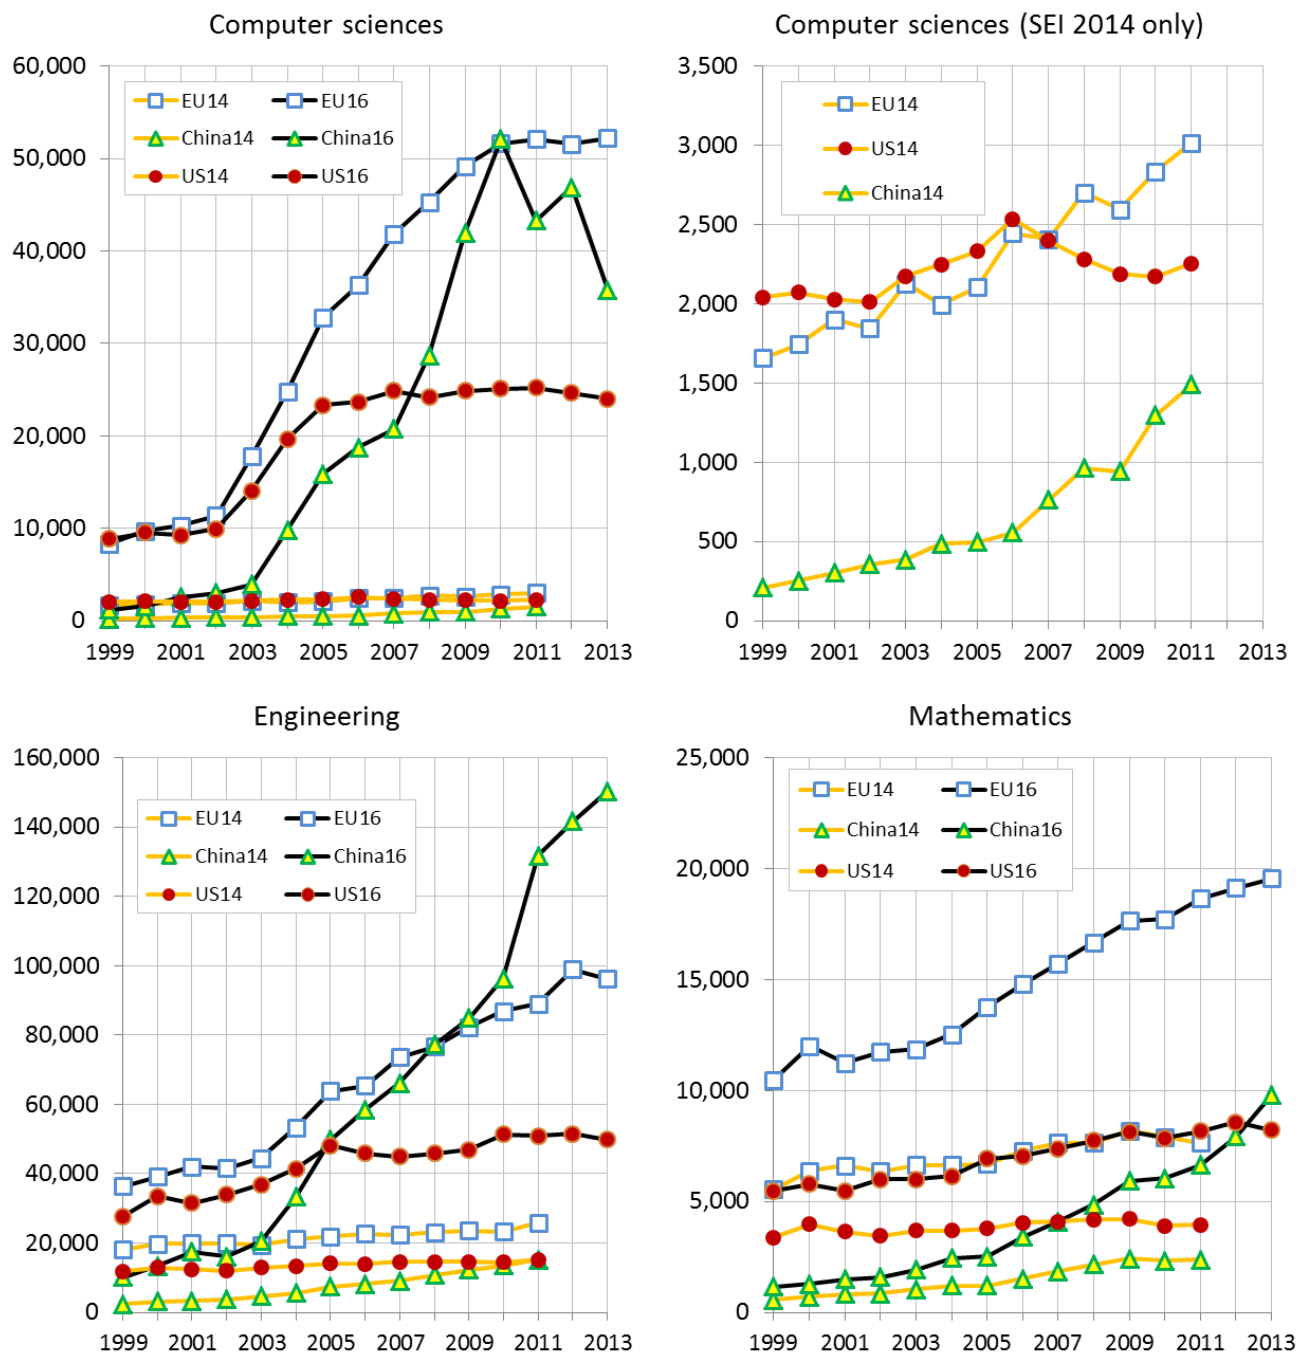 Computer sciences
60,000
50,000
40,000
30,000
20,000
10,000
0
EU14 EU16
China14 China16
US14 US16
1999 2001 2003 2005 2007 2009 2011 2013
Computer sciences (SEI 2014 only)
3,500
3,000
2,500
2,000
1,500
1,000
500
0
EU14
US14
China14
1999 2001 2003 2005 2007 2009 2011 2013
Engineering
160,000
140,000
120,000
100,000
80,000
60,000
40,000
20,000
0
EU14 EU16
China14 China16
US14 US16
1999 2001 2003 2005 2007 2009 2011 2013
Mathematics
25,000
20,000
15,000
10,000
5,000
0
EU14 EU16
China14 China16
US14 US16
1999 2001 2003 2005 2007 2009 2011 2013